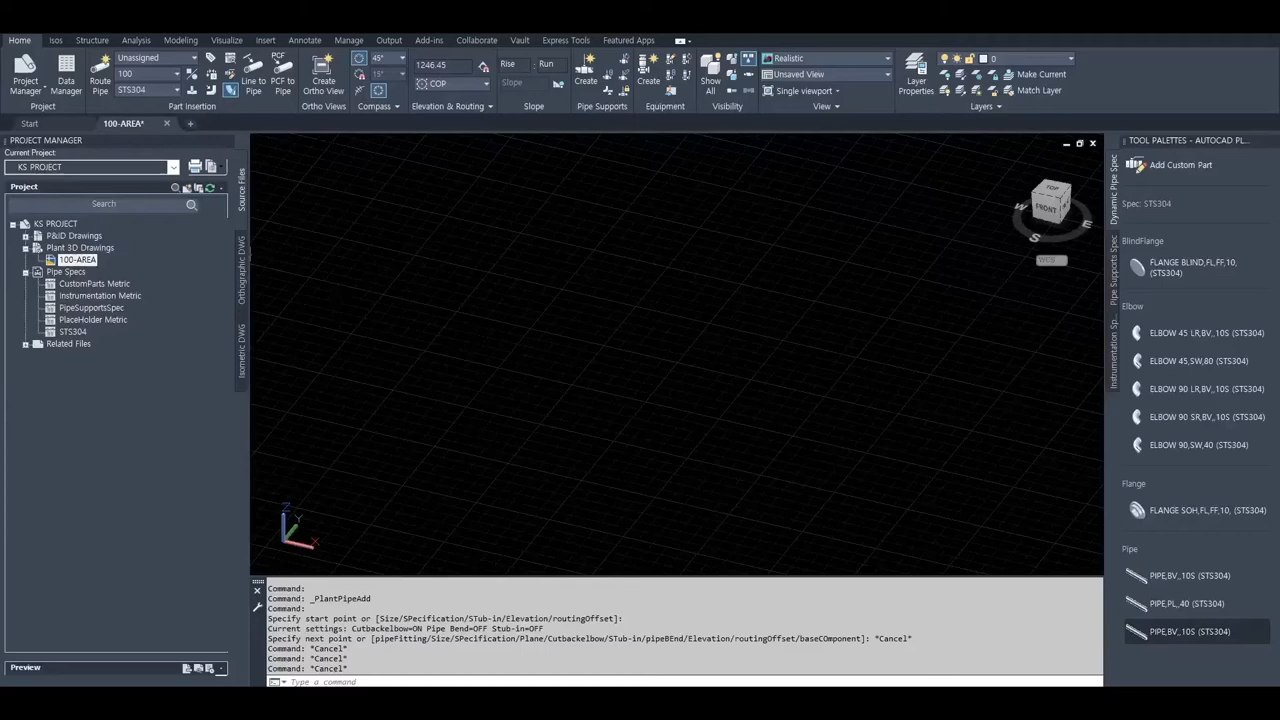 Home Isos Structure Analysis Modeling Visualize Insert Annotate Manage Output Add-ins Collaborate Vault Express Tools Featured Apps
Unassigned 45° 1246.45 Rise Run Realistic 0
100 15° Slope Unsaved View Make Current
STS304 COP Single viewport Match Layer
Project Manager
Data Manager
Route Pipe
Line to Pipe
PCF to Pipe
Create Ortho View
Create
Create
Show All
Layer Properties
Project Part Insertion Ortho Views Compass Elevation & Routing Slope Pipe Supports Equipment Visibility View Layers
Start 100-AREA*
PROJECT MANAGER
Current Project:
KS PROJECT
Project
Search
KS PROJECT
P&ID Drawings
Plant 3D Drawings
100-AREA
Pipe Specs
CustomParts Metric
Instrumentation Metric
PipeSupportsSpec
PlaceHolder Metric
STS304
Related Files
Preview
Source Files
Orthographic DWG
Isometric DWG
TOP
FRONT
W
S
E
WCS
Z
Y
X
Command:
Command: _PlantPipeAdd
Command:
Specify start point or [Size/SPecification/STub-in/Elevation/routingOffset]:
Current settings: Cutbackelbow=ON Pipe Bend=OFF Stub-in=OFF
Specify next point or [pipeFitting/Size/SPecification/Plane/Cutbackelbow/STub-in/pipeBEnd/Elevation/routingOffset/baseCOmponent]: *Cancel*
Command: *Cancel*
Command: *Cancel*
Command: *Cancel*
Type a command
TOOL PALETTES - AUTOCAD PL...
Dynamic Pipe Spec
Pipe Supports Spec
Instrumentation Sp...
Add Custom Part
Spec: STS304
BlindFlange
FLANGE BLIND,FL,FF,10,
(STS304)
Elbow
ELBOW 45 LR,BV,,10S (STS304)
ELBOW 45,SW,80 (STS304)
ELBOW 90 LR,BV,,10S (STS304)
ELBOW 90 SR,BV,,10S (STS304)
ELBOW 90,SW,40 (STS304)
Flange
FLANGE SOH,FL,FF,10, (STS304)
Pipe
PIPE,BV,,10S (STS304)
PIPE,PL,,40 (STS304)
PIPE,BV,,10S (STS304)